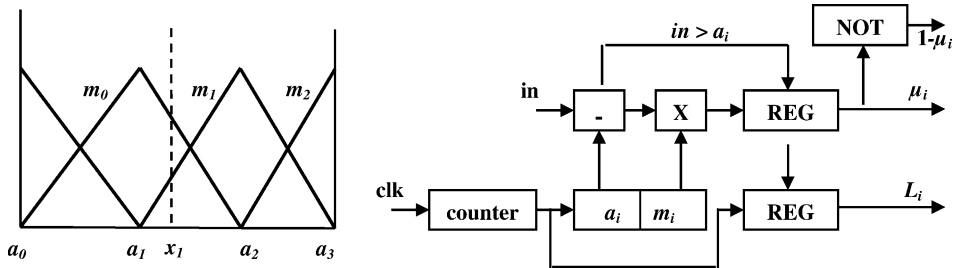 m₀
m₁
m₂
a₀
a₁
x₁
a₂
a₃
NOT
1-μᵢ
in > aᵢ
in
-
X
REG
μᵢ
clk
counter
aᵢ
mᵢ
REG
Lᵢ